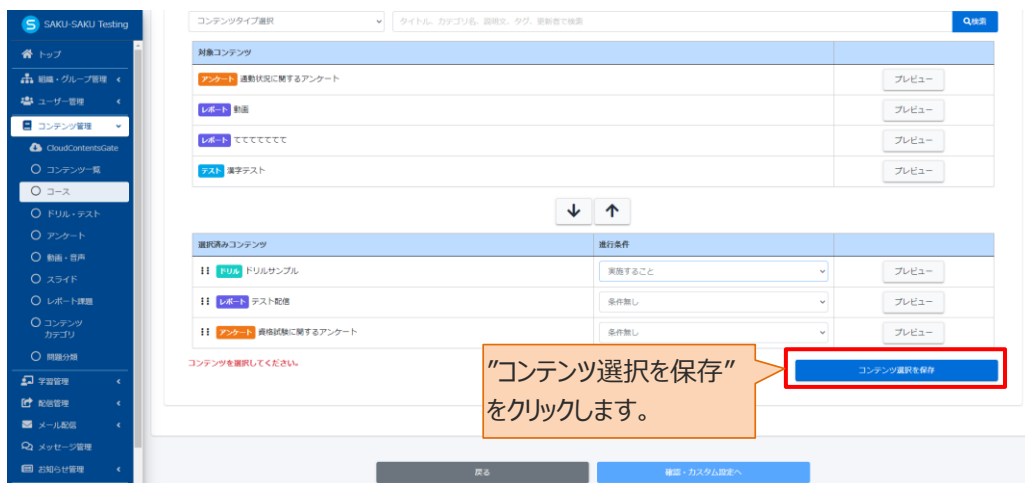 SAKU-SAKU Testing
コンテンツタイプ選択
タイトル、カテゴリ名、説明文、タグ、更新者で検索
検索
トップ
組織・グループ管理
ユーザー管理
コンテンツ管理
CloudContentsGate
コンテンツ一覧
コース
ドリル・テスト
アンケート
動画・音声
スライド
レポート課題
コンテンツ
カテゴリ
問題分類
学習管理
配信管理
メール配信
メッセージ管理
お知らせ管理
対象コンテンツ
アンケート 通勤状況に関するアンケート プレビュー
レポート 動画 プレビュー
レポート ててててててて プレビュー
テスト 漢字テスト プレビュー
選択済みコンテンツ 進行条件
ドリル ドリルサンプル 実施すること プレビュー
レポート テスト配信 条件無し プレビュー
アンケート 資格試験に関するアンケート 条件無し プレビュー
コンテンツを選択してください。
コンテンツ選択を保存
"コンテンツ選択を保存"
をクリックします。
戻る
確認・カスタム設定へ